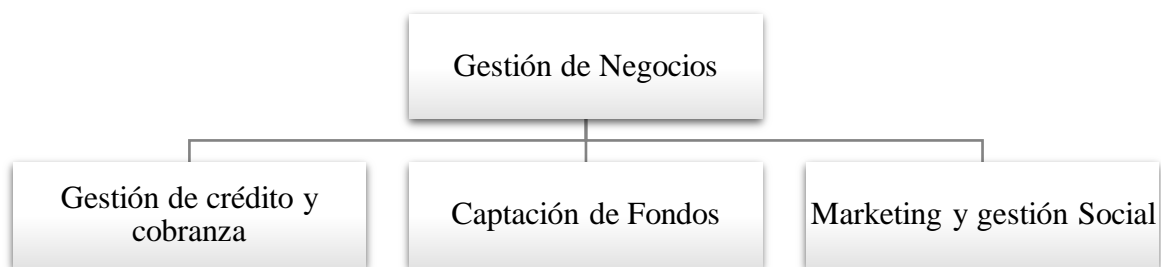 Gestión de Negocios
Gestión de crédito y
cobranza
Captación de Fondos
Marketing y gestión Social